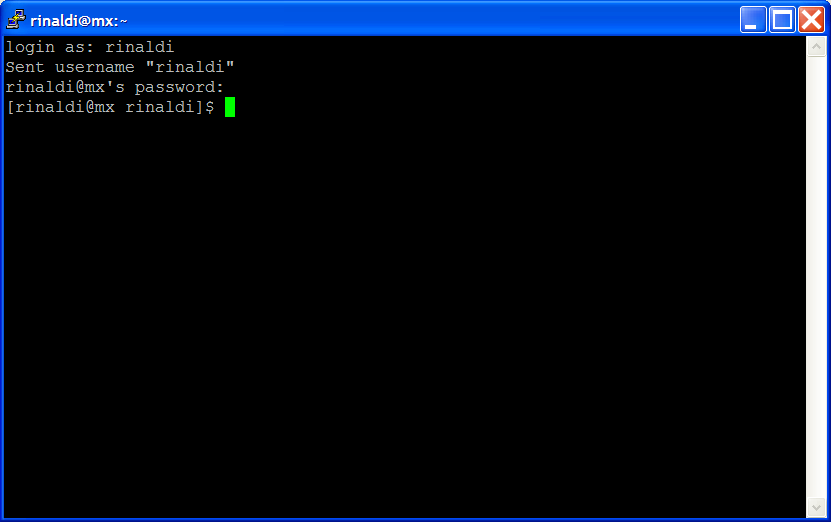 rinaldi@mx:~
login as: rinaldi
Sent username "rinaldi"
rinaldi@mx's password:
[rinaldi@mx rinaldi]$